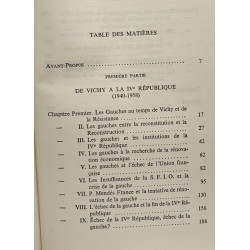 TABLE DES MATIÈRES
AVANT-PROPOS 7
PREMIÈRE PARTIE
DE VICHY A LA IVe RÉPUBLIQUE
(1940-1958)
Chapitre Premier. Les Gauches au temps de Vichy et de
la Résistance 17
— II. Les gauches entre la reconstruction et la
Reconstruction 27
— III. Les gauches et les institutions de la
IVe République 42
— IV. Les gauches à la recherche de la rénovation
économique 62
— V. Les gauches et l'échec de l'Union française
82
— VI. Les Insuffisances de la S. F. I. O. et la
crise de la gauche 95
— VII. P. Mendès France et la tentative de rénovation
de la gauche 130
— VIII. L'échec de la gauche et la fin de la IVe République
166
— IX. Échec de la IVe République, échec de la
gauche? 184